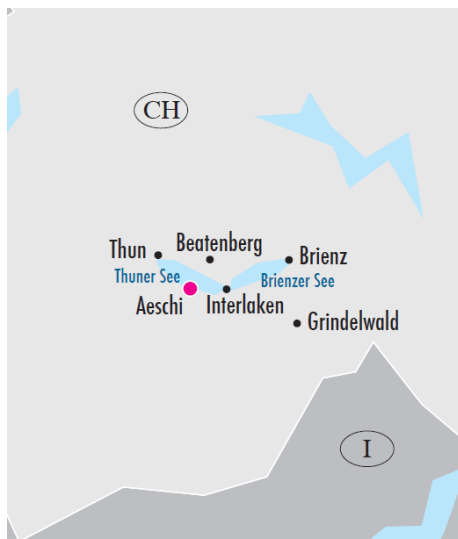 CH
Thun
Beatenberg
Brienz
Thuner See
Brienzer See
Aeschi
Interlaken
Grindelwald
I